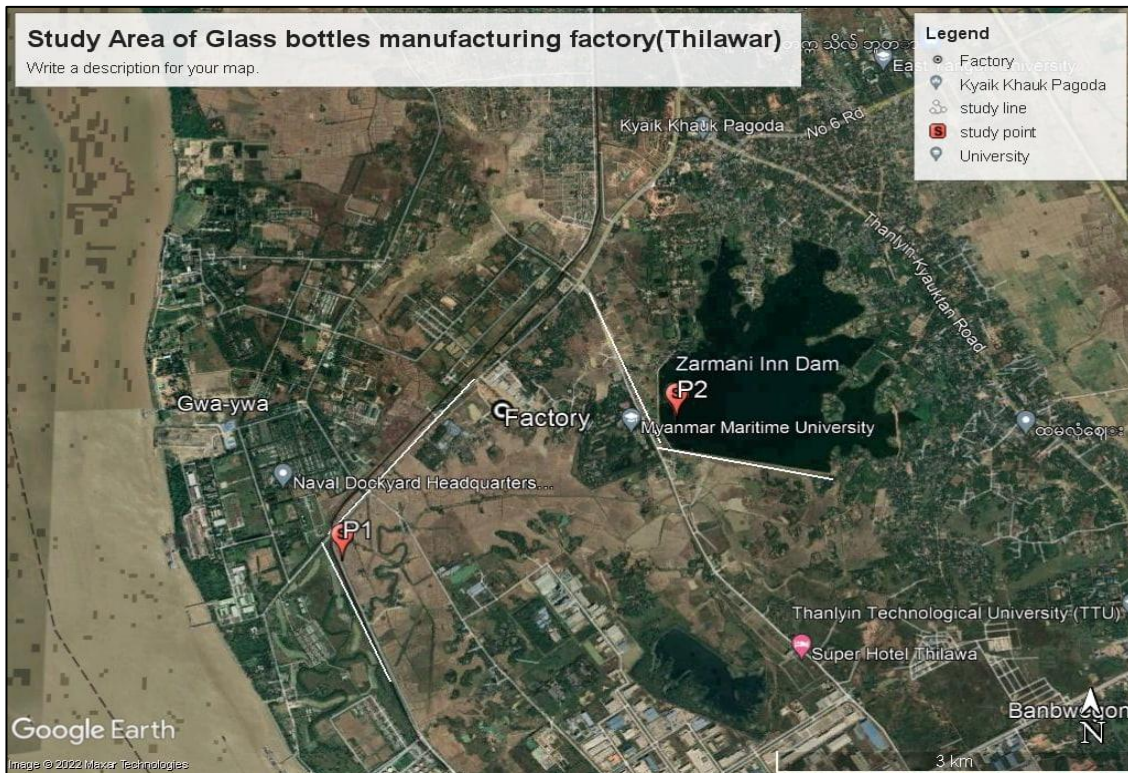 Study Area of Glass bottles manufacturing factory(Thilawar)
Write a description for your map.
Legend
Factory
Kyaik Khauk Pagoda
study line
S study point
University
East University
Kyaik Khauk Pagoda
No 6 Rd
Thanlyin-Kyauktan Road
Zarmani Inn Dam
P2
Gwa-ywa
Factory
Myanmar Maritime University
Naval Dockyard Headquarters...
P1
Thanlyin Technological University (TTU)
Super Hotel Thilawa
Banbwegon
N
Google Earth
3 km
Image © 2022 Maxar Technologies